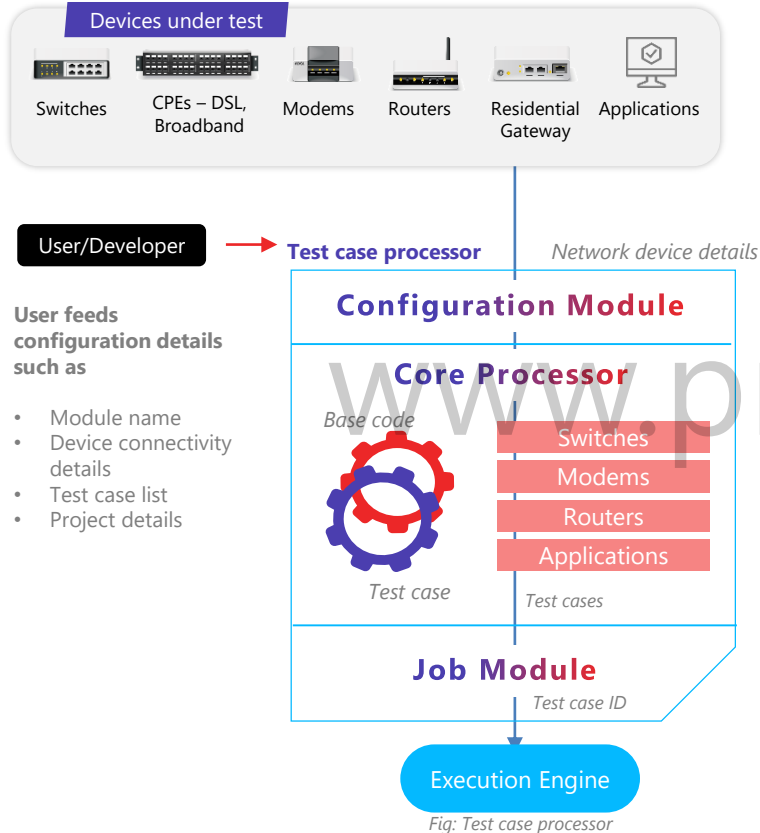 Devices under test
Switches
CPEs – DSL,
Broadband
Modems
Routers
Residential
Gateway
Applications
User/Developer
Test case processor
Network device details
User feeds
configuration details
such as
• Module name
• Device connectivity
details
• Test case list
• Project details
Configuration Module
Core Processor
www.p
Base code
Test case
Switches
Modems
Routers
Applications
Test cases
Job Module
Test case ID
Execution Engine
Fig: Test case processor